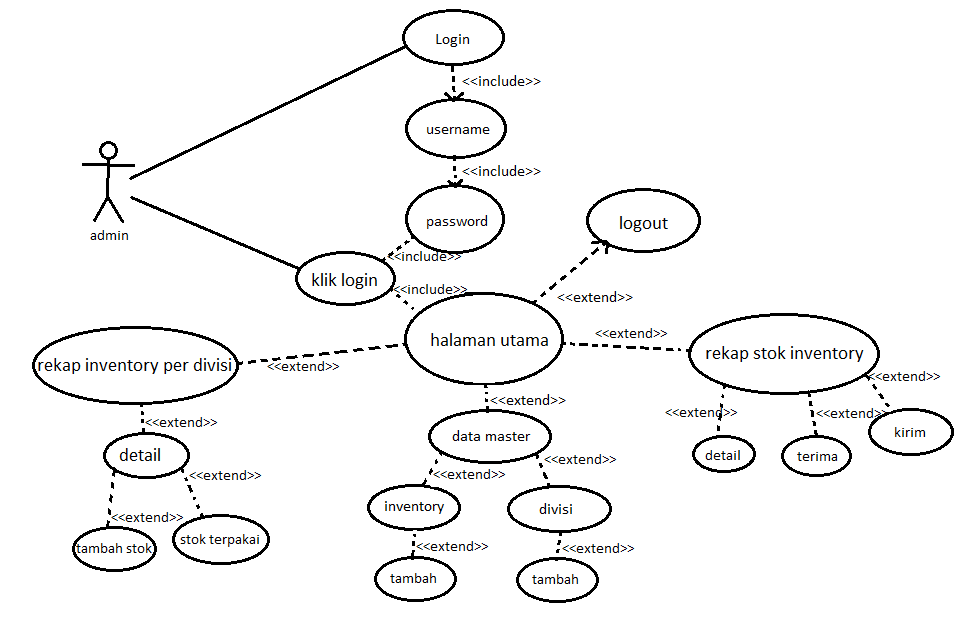 Login
<<include>>
username
<<include>>
password
admin
<<include>>
klik login
<<include>>
logout
<<extend>>
halaman utama
<<extend>>
rekap stok inventory
rekap inventory per divisi
<<extend>>
<<extend>>
<<extend>>
<<extend>>
<<extend>>
<<extend>>
data master
kirim
detail
terima
detail
<<extend>>
<<extend>>
<<extend>>
<<extend>>
inventory
divisi
<<extend>>
tambah stok
stok terpakai
<<extend>>
<<extend>>
tambah
tambah